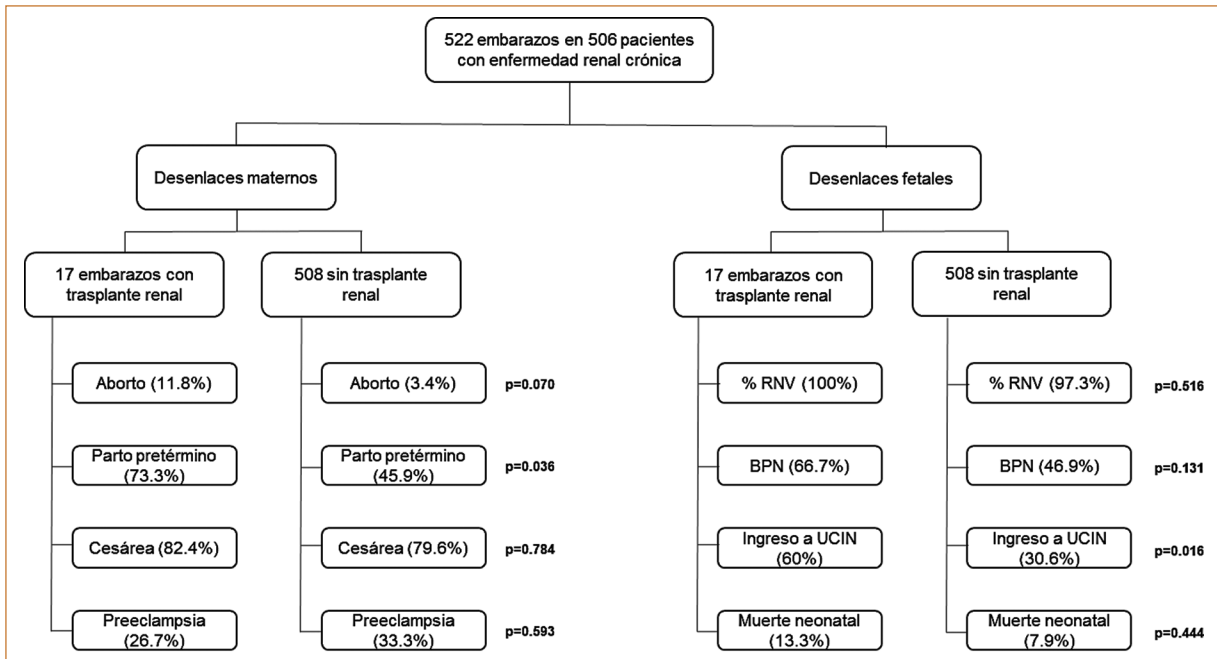 522 embarazos en 506 pacientes
con enfermedad renal crónica
Desenlaces maternos
Desenlaces fetales
17 embarazos con
trasplante renal
508 sin trasplante
renal
17 embarazos con
trasplante renal
508 sin trasplante
renal
Aborto (11.8%)
Aborto (3.4%)
p=0.070
% RNV (100%)
% RNV (97.3%)
p=0.516
Parto pretérmino
(73.3%)
Parto pretérmino
(45.9%)
p=0.036
BPN (66.7%)
BPN (46.9%)
p=0.131
Cesárea (82.4%)
Cesárea (79.6%)
p=0.784
Ingreso a UCIN
(60%)
Ingreso a UCIN
(30.6%)
p=0.016
Preeclampsia
(26.7%)
Preeclampsia
(33.3%)
p=0.593
Muerte neonatal
(13.3%)
Muerte neonatal
(7.9%)
p=0.444